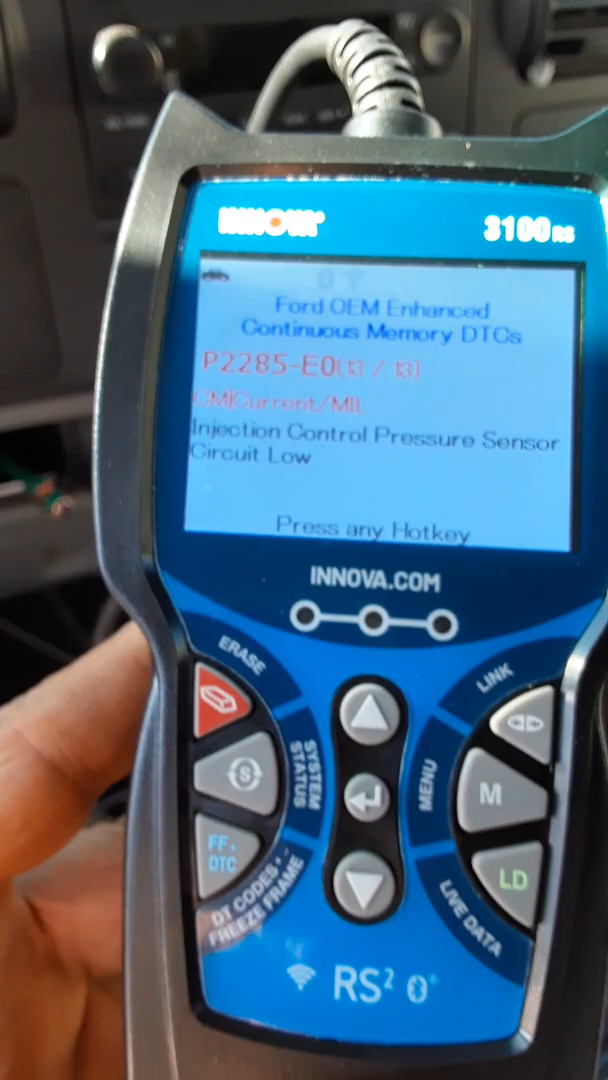 INNOVA
3100RS
Ford OEM Enhanced
Continuous Memory DTCs
P2285-E0(13 / 13)
CM|Current/MIL
Injection Control Pressure Sensor
Circuit Low
Press any Hotkey
INNOVA.COM
ERASE
LINK
SYSTEM
STATUS
S
MENU
M
FF
DTC
LD
DT CODES
FREEZE FRAME
LIVE DATA
RS²